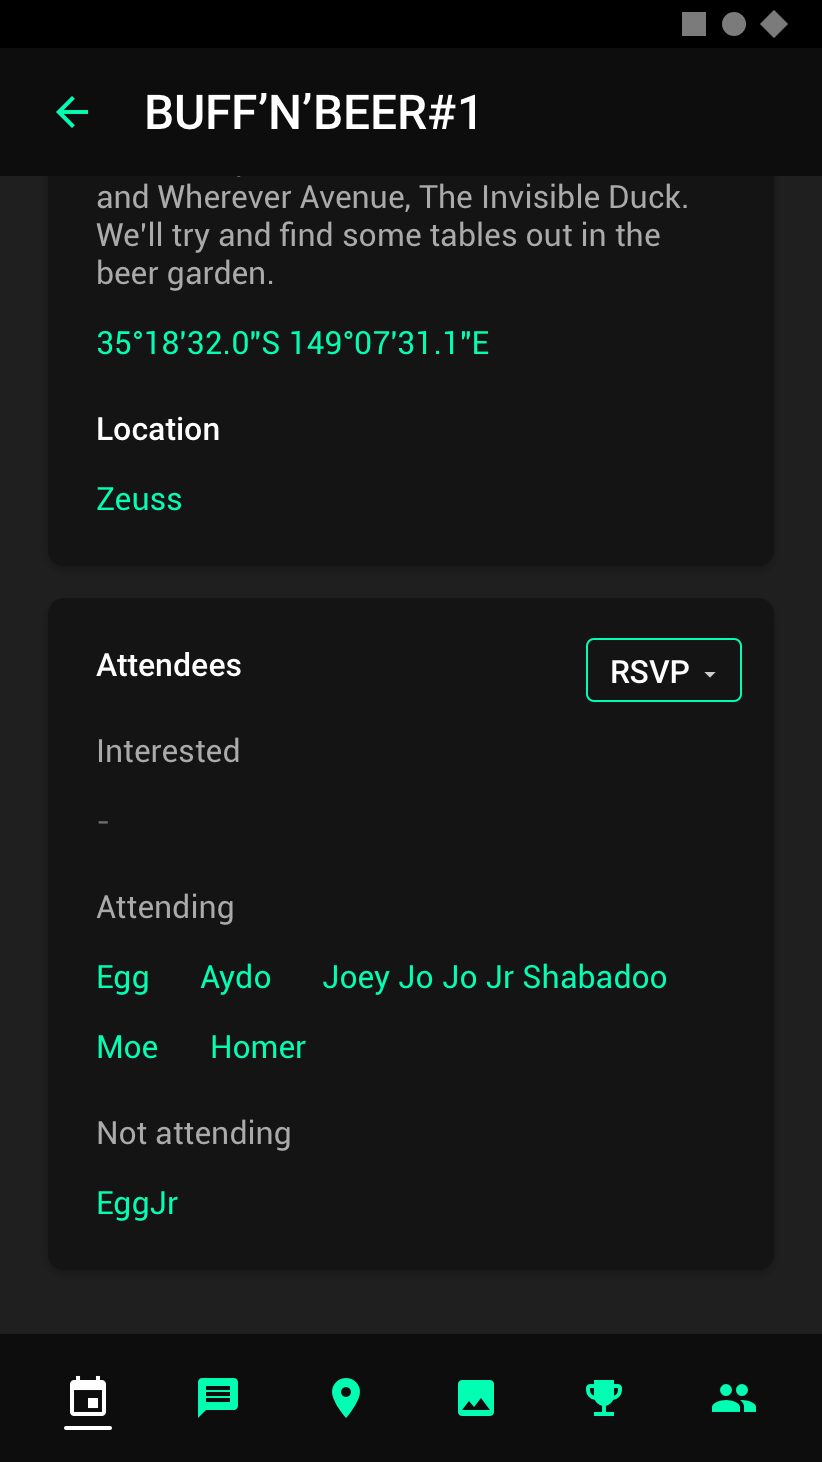 BUFF’N’BEER#1
and Wherever Avenue, The Invisible Duck.
We'll try and find some tables out in the
beer garden.
35°18'32.0"S 149°07'31.1"E
Location
Zeuss
Attendees
RSVP
Interested
-
Attending
Egg Aydo Joey Jo Jo Jr Shabadoo
Moe Homer
Not attending
EggJr